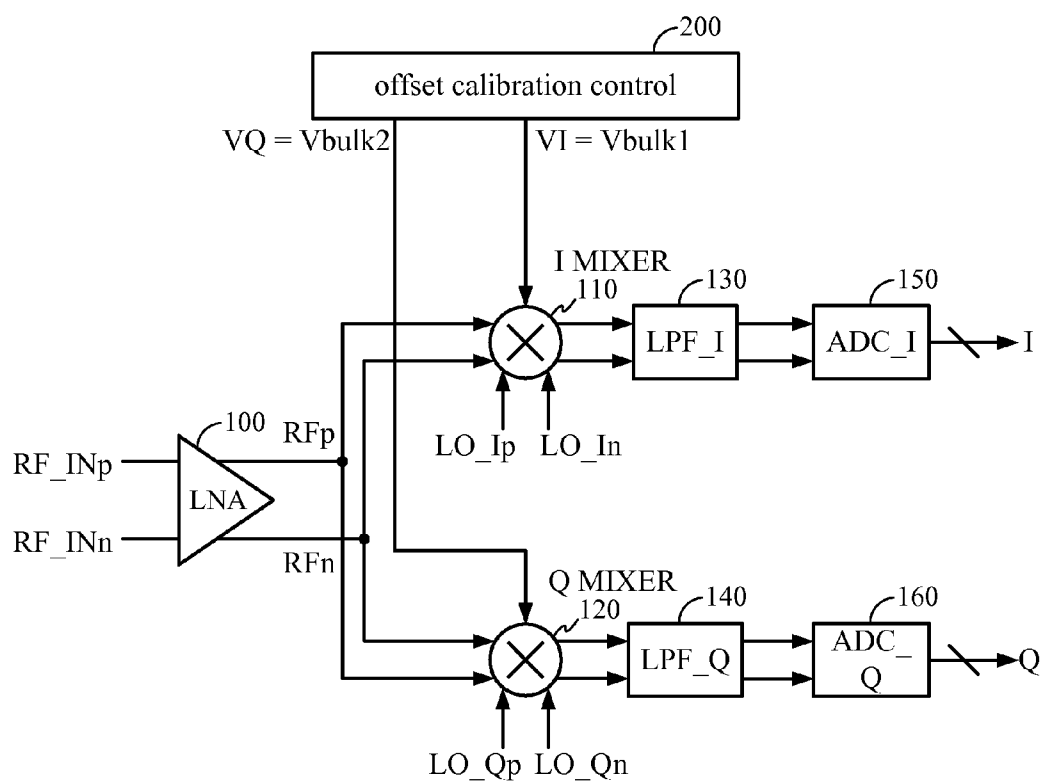 200
offset calibration control
VQ = Vbulk2
VI = Vbulk1
I MIXER
110
130
150
LPF_I
ADC_I
I
LO_Ip
LO_In
100
RFp
RF_INp
LNA
RF_INn
RFn
Q MIXER
120
140
160
LPF_Q
ADC_
Q
Q
LO_Qp
LO_Qn